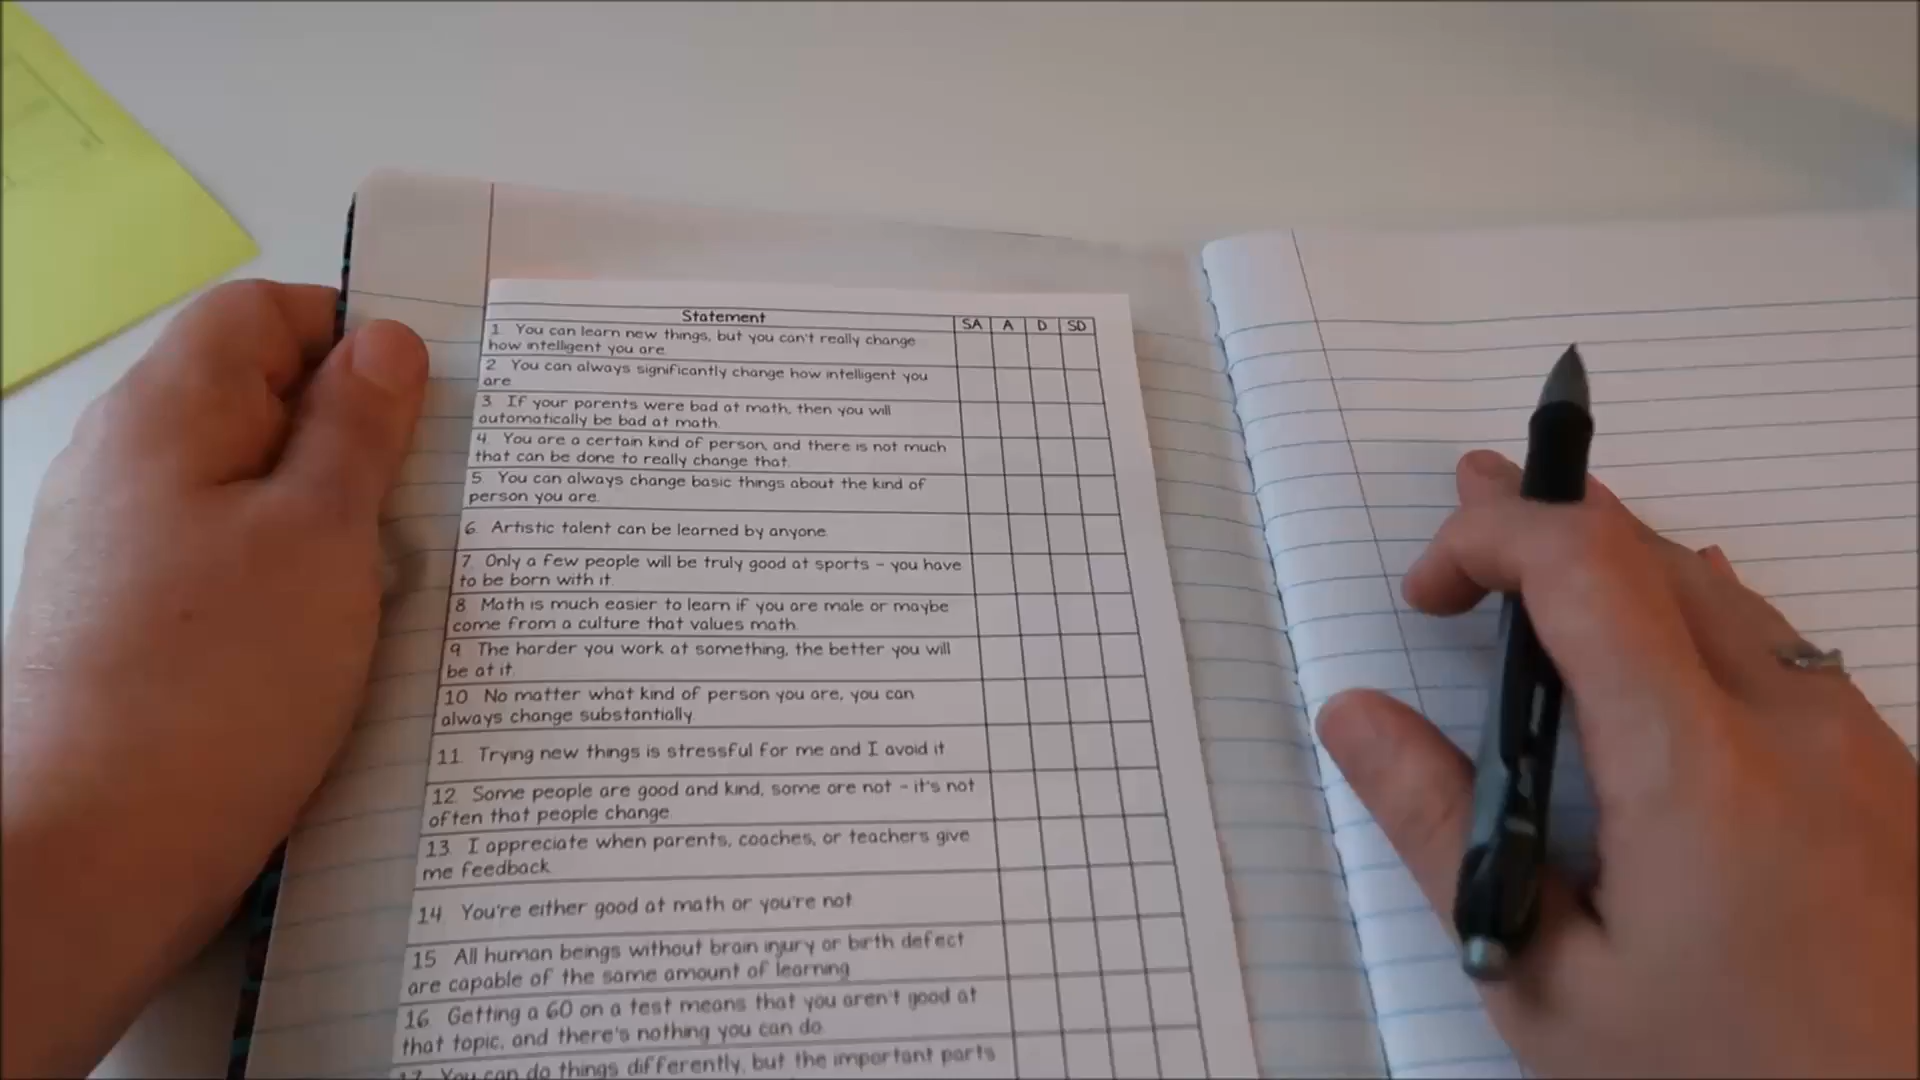 Statement SA A D SD
1. You can learn new things, but you can't really change
how intelligent you are.
2. You can always significantly change how intelligent you
are.
3. If your parents were bad at math, then you will
automatically be bad at math.
4. You are a certain kind of person, and there is not much
that can be done to really change that.
5. You can always change basic things about the kind of
person you are.
6. Artistic talent can be learned by anyone.
7. Only a few people will be truly good at sports - you have
to be born with it.
8. Math is much easier to learn if you are male or maybe
come from a culture that values math.
9. The harder you work at something, the better you will
be at it.
10. No matter what kind of person you are, you can
always change substantially.
11. Trying new things is stressful for me and I avoid it
12. Some people are good and kind, some are not - it's not
often that people change.
13. I appreciate when parents, coaches, or teachers give
me feedback.
14. You're either good at math or you're not.
15. All human beings without brain injury or birth defect
are capable of the same amount of learning
16. Getting a 60 on a test means that you aren't good at
that topic, and there's nothing you can do.
17. You can do things differently, but the important parts